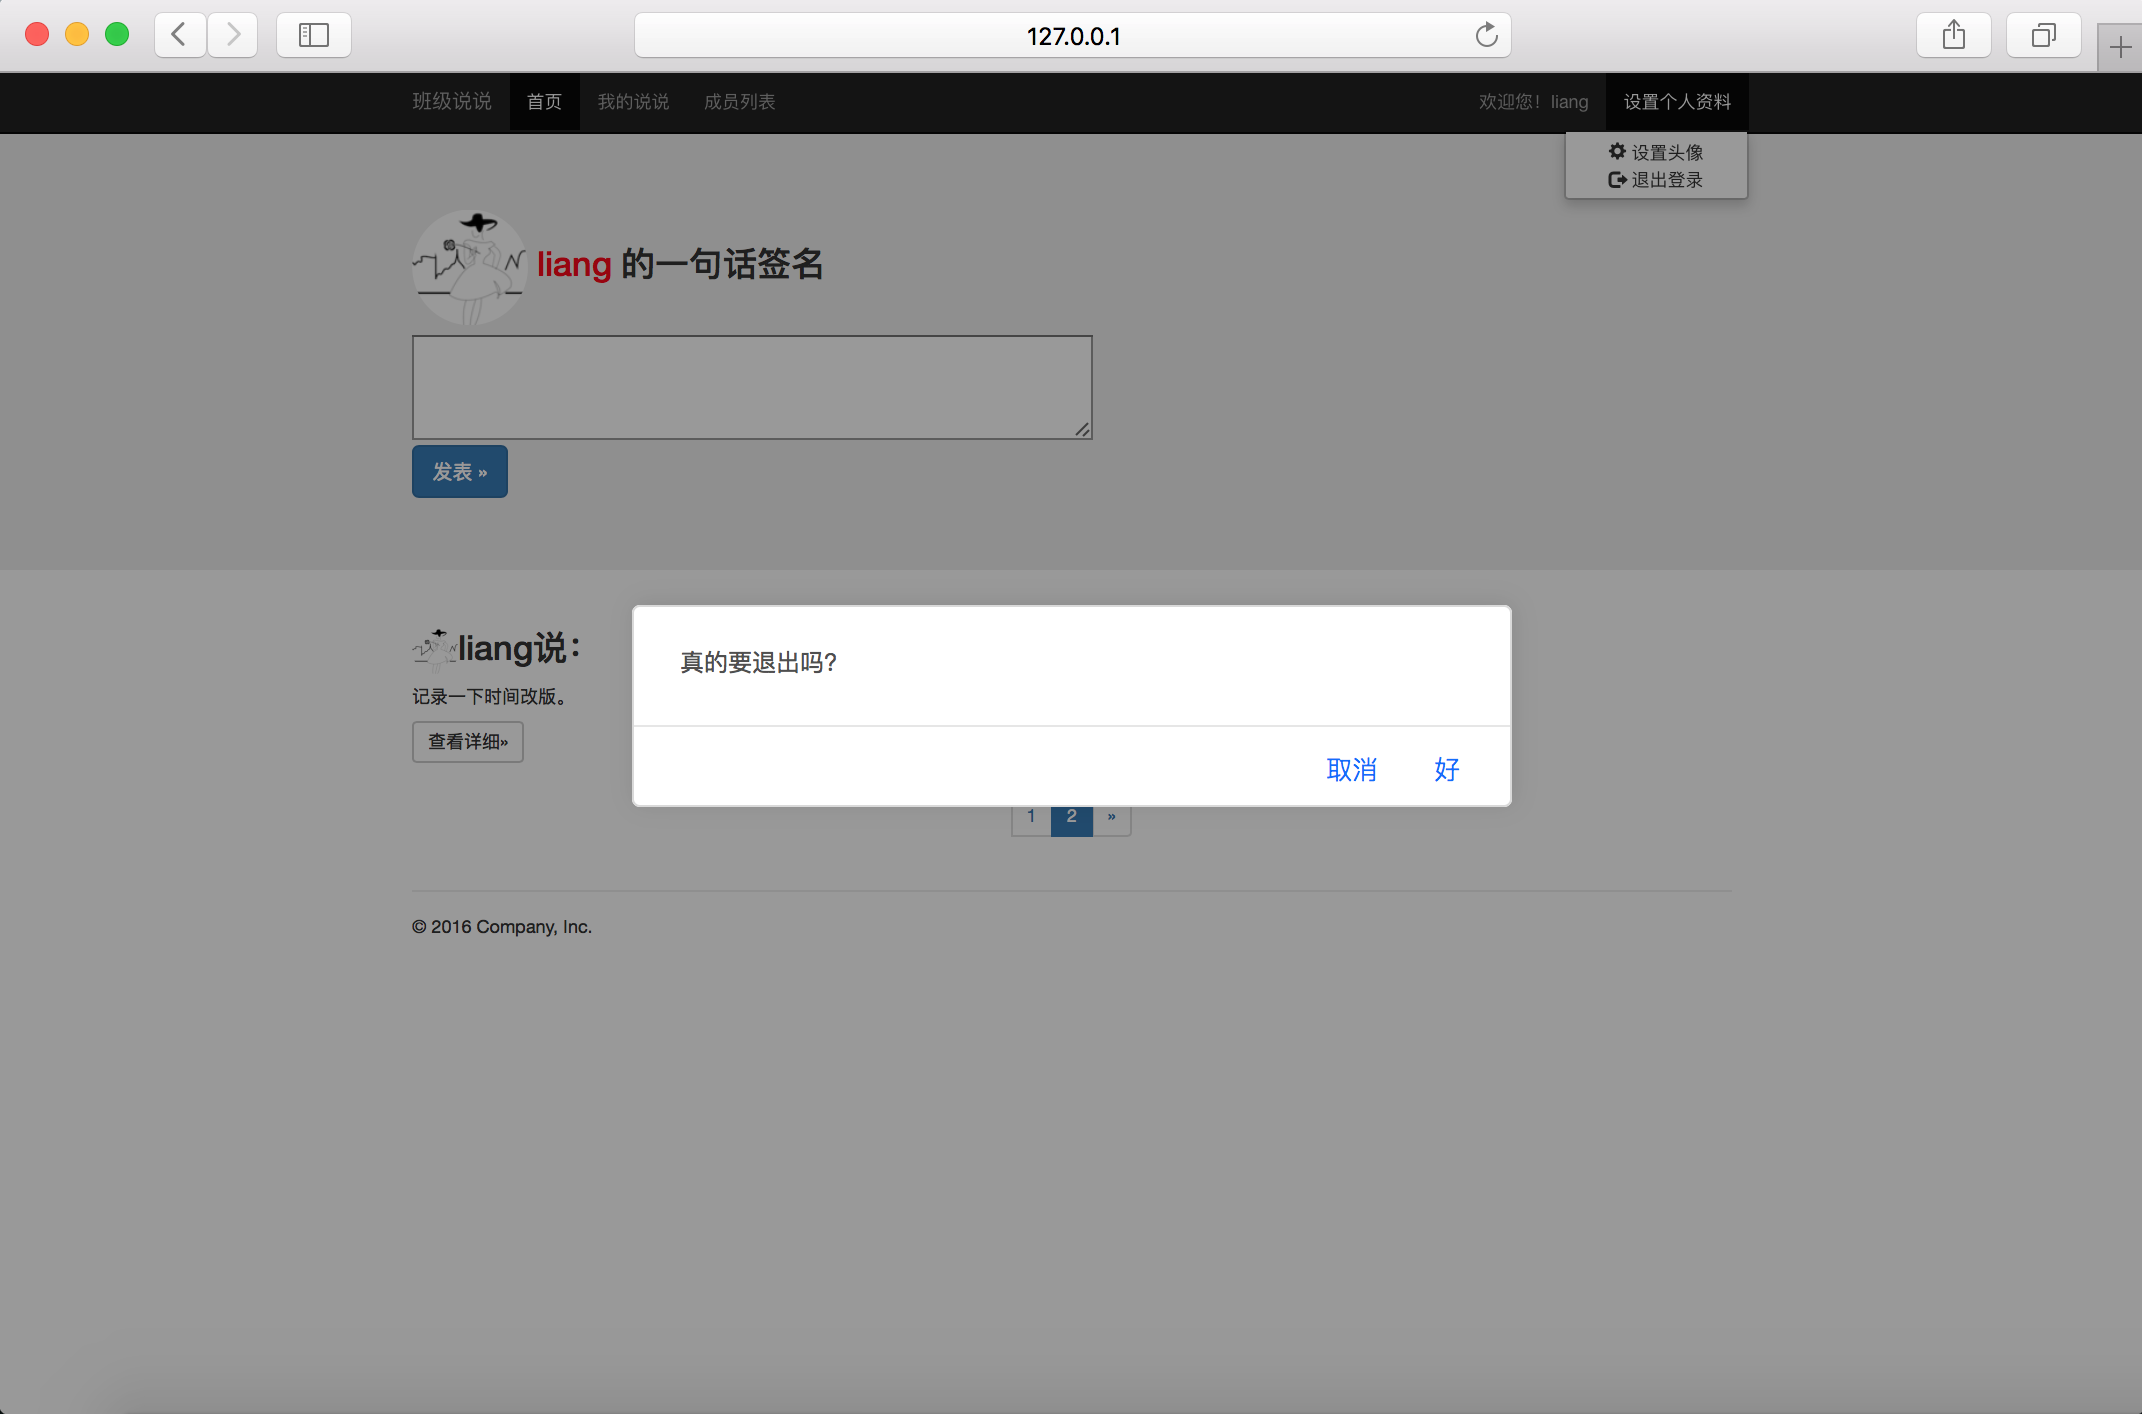 127.0.0.1
班级说说 首页 我的说说 成员列表 欢迎您！liang 设置个人资料
设置头像
退出登录
liang 的一句话签名
发表 »
liang说：
记录一下时间改版。
查看详细»
真的要退出吗?
取消 好
1 2 »
© 2016 Company, Inc.